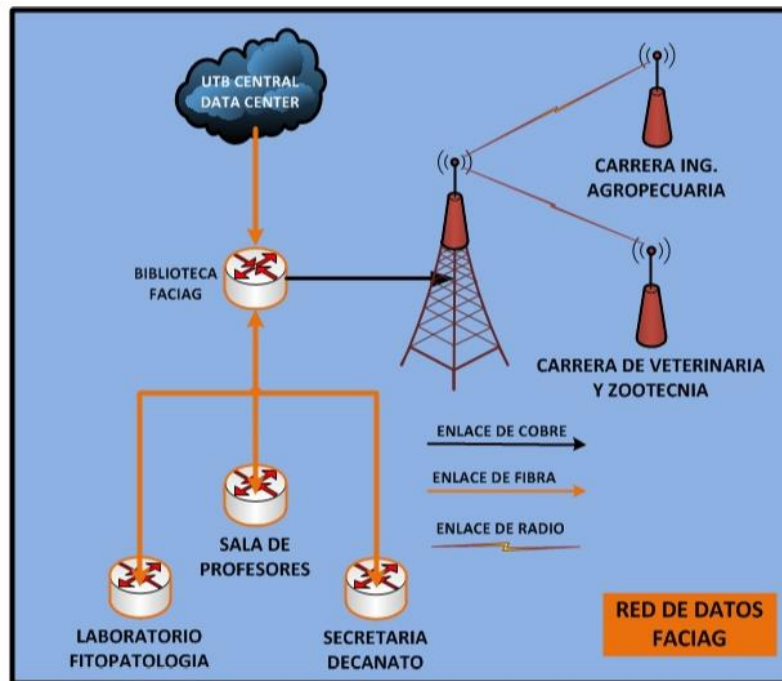 UTB CENTRAL
DATA CENTER
CARRERA ING.
AGROPECUARIA
BIBLIOTECA
FACIAG
CARRERA DE VETERINARIA
Y ZOOTECNIA
ENLACE DE COBRE
ENLACE DE FIBRA
ENLACE DE RADIO
SALA DE
PROFESORES
LABORATORIO
FITOPATOLOGIA
SECRETARIA
DECANATO
RED DE DATOS
FACIAG